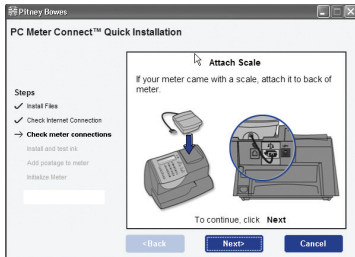 Pitney Bowes
PC Meter Connect™ Quick Installation
Steps
Install Files
Check Internet Connection
Check meter connections
Install and test ink
Add postage to meter
Initialize Meter
Attach Scale
If your meter came with a scale, attach it to back of
meter.
To continue, click Next
<Back
Next>
Cancel